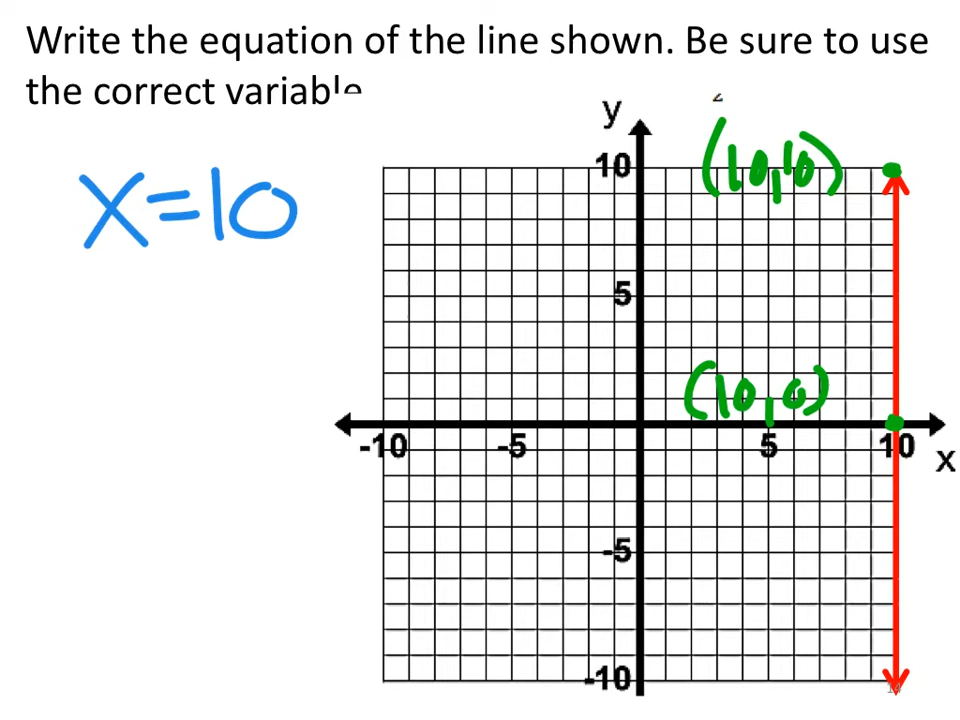 Write the equation of the line shown. Be sure to use
the correct variable
y
10
(10,10)
X=10
5
(10,0)
-10
-5
5
10
x
-5
-10